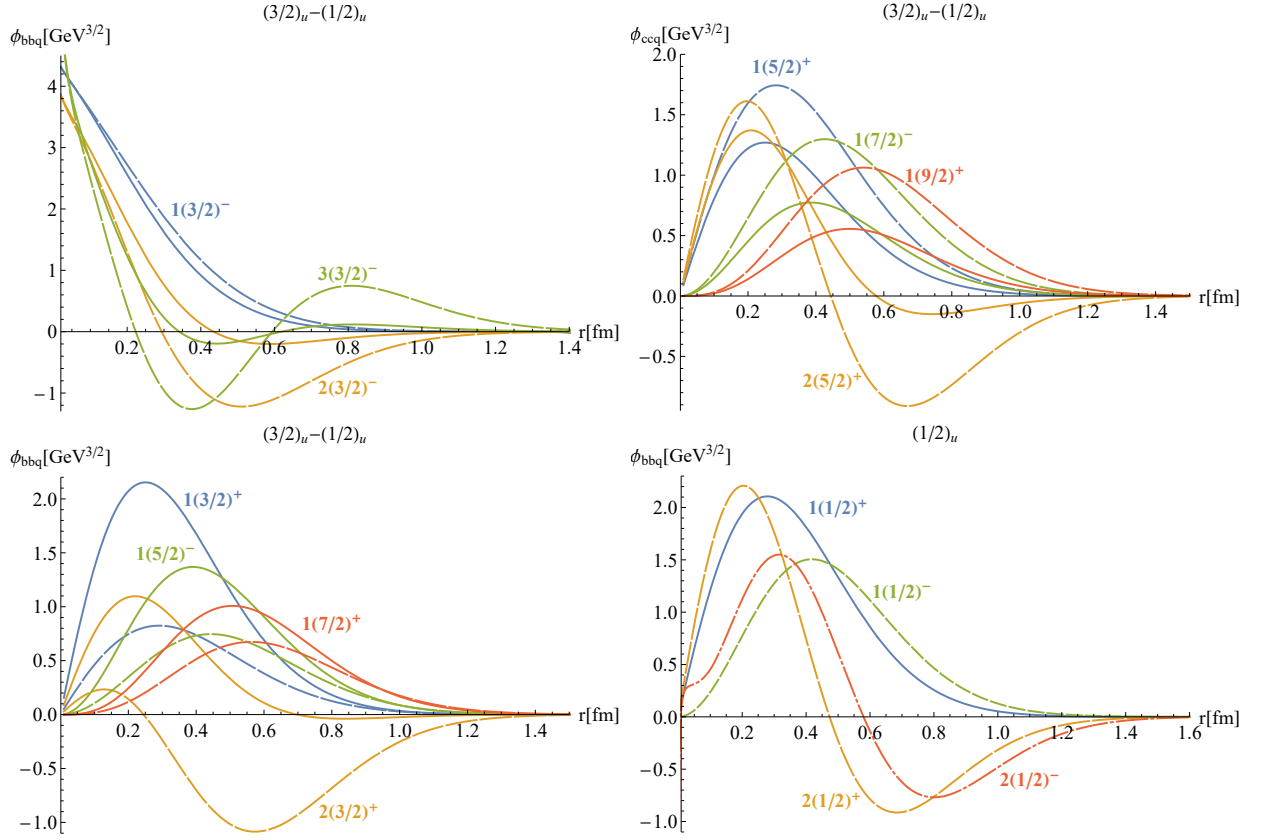 (3/2)u−(1/2)u
ϕbbq[GeV3/2]
4
3
2
1
0
−1
0.2 0.4 0.6 0.8 1.0 1.2 1.4
r[fm]
1(3/2)−
3(3/2)−
2(3/2)−
(3/2)u−(1/2)u
ϕccq[GeV3/2]
2.0
1.5
1.0
0.5
0.0
−0.5
0.2 0.4 0.6 0.8 1.0 1.2 1.4
r[fm]
1(5/2)+
1(7/2)−
1(9/2)+
2(5/2)+
(3/2)u−(1/2)u
ϕbbq[GeV3/2]
2.0
1.5
1.0
0.5
0.0
−0.5
−1.0
0.2 0.4 0.6 0.8 1.0 1.2 1.4
r[fm]
1(3/2)+
1(5/2)−
1(7/2)+
2(3/2)+
(1/2)u
ϕbbq[GeV3/2]
2.0
1.5
1.0
0.5
0.0
−0.5
−1.0
0.2 0.4 0.6 0.8 1.0 1.2 1.4 1.6
r[fm]
1(1/2)+
1(1/2)−
2(1/2)+
2(1/2)−